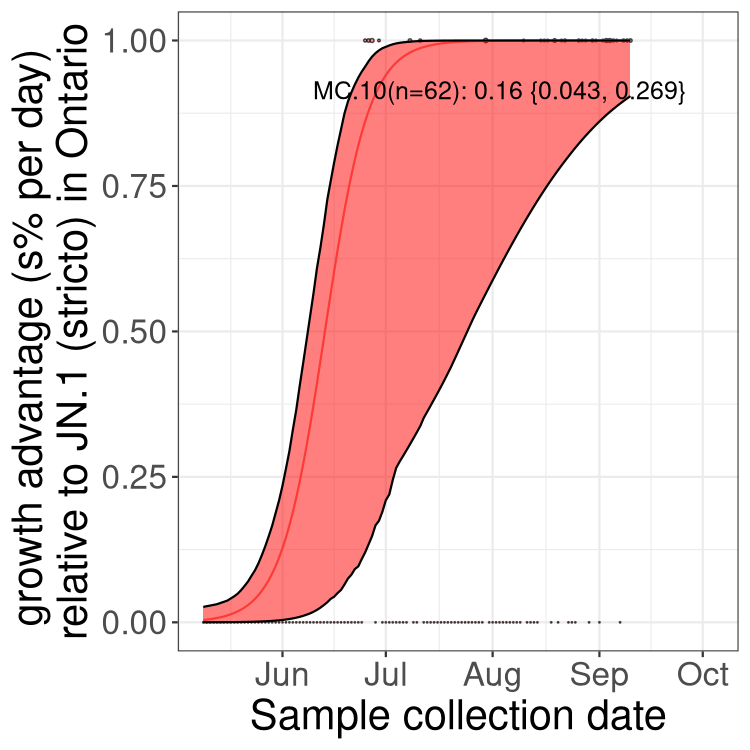 growth advantage (s% per day)
relative to JN.1 (stricto) in Ontario
1.00
0.75
0.50
0.25
0.00
MC.10(n=62): 0.16 {0.043, 0.269}
Jun Jul Aug Sep Oct
Sample collection date